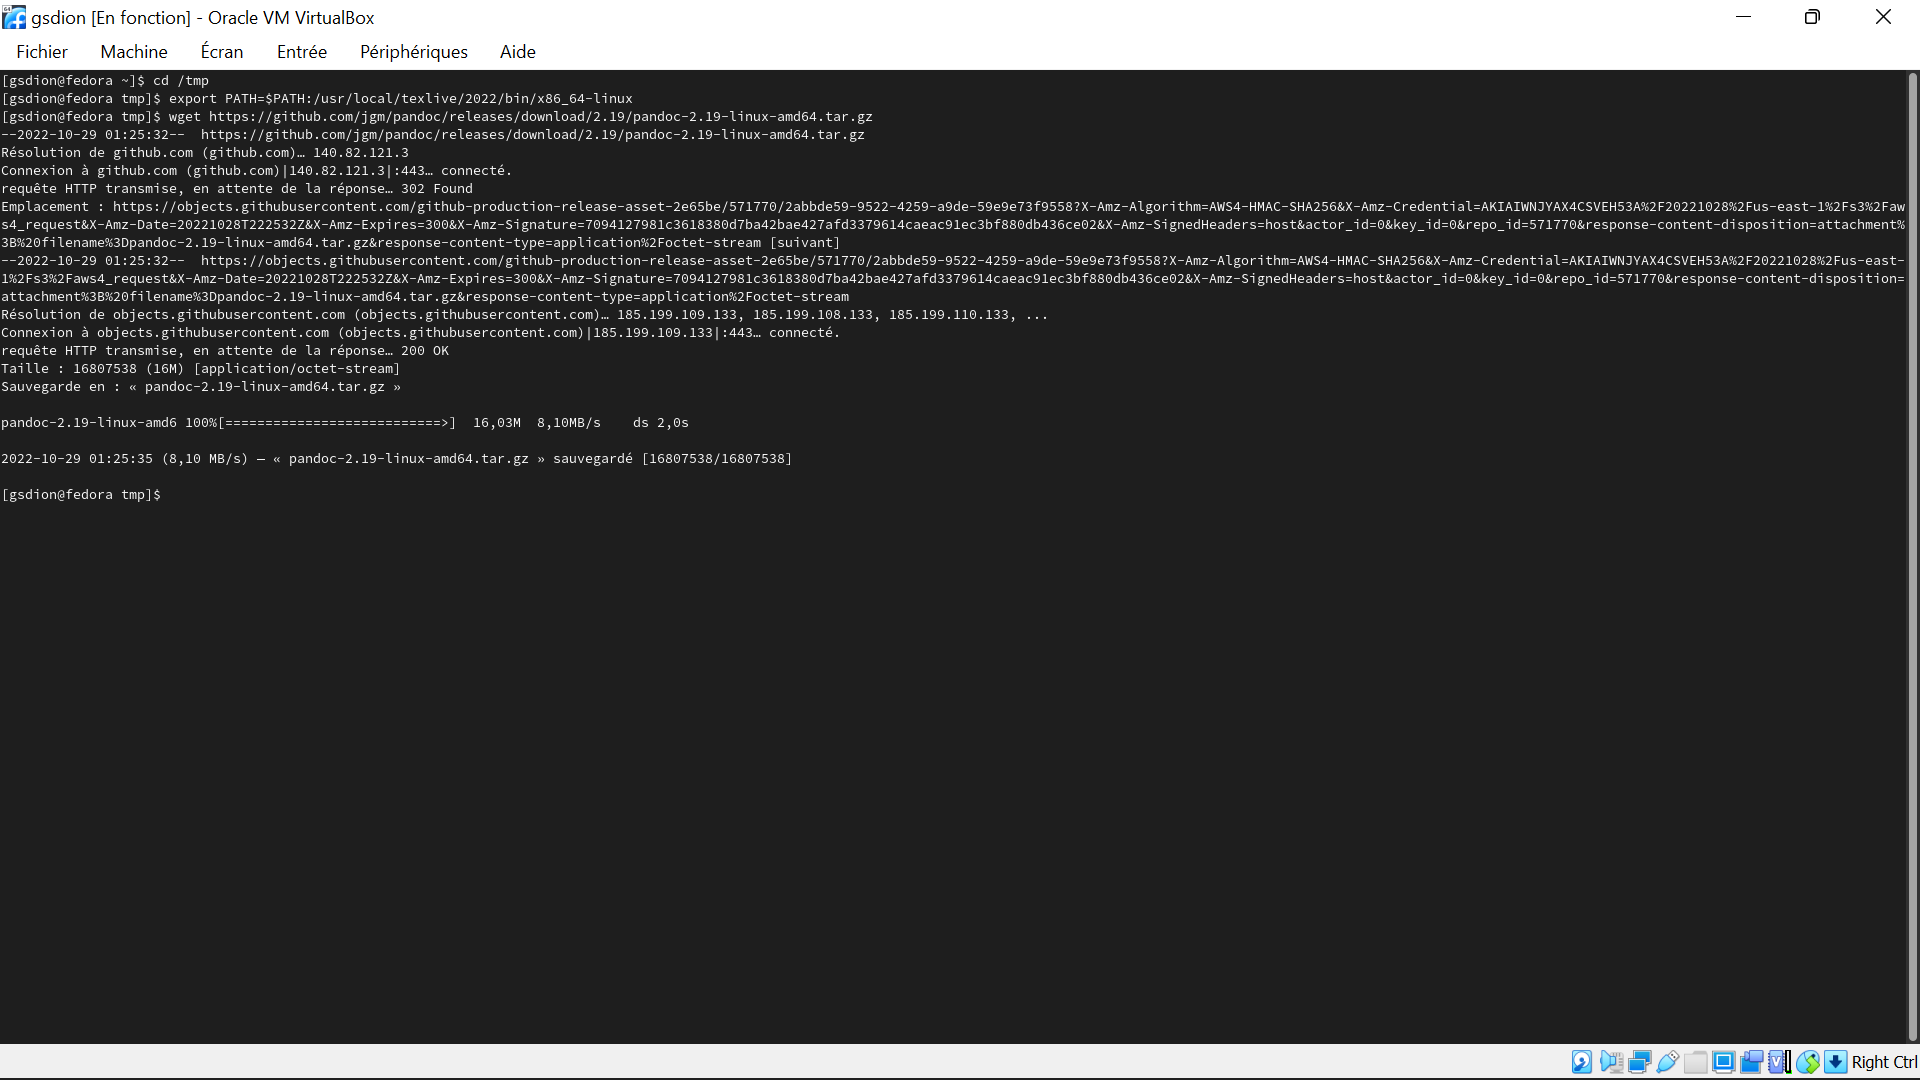 gsdion [En fonction] - Oracle VM VirtualBox
Fichier Machine Écran Entrée Périphériques Aide
[gsdion@fedora ~]$ cd /tmp
[gsdion@fedora tmp]$ export PATH=$PATH:/usr/local/texlive/2022/bin/x86_64-linux
[gsdion@fedora tmp]$ wget https://github.com/jgm/pandoc/releases/download/2.19/pandoc-2.19-linux-amd64.tar.gz
--2022-10-29 01:25:32--  https://github.com/jgm/pandoc/releases/download/2.19/pandoc-2.19-linux-amd64.tar.gz
Résolution de github.com (github.com)… 140.82.121.3
Connexion à github.com (github.com)|140.82.121.3|:443… connecté.
requête HTTP transmise, en attente de la réponse… 302 Found
Emplacement : https://objects.githubusercontent.com/github-production-release-asset-2e65be/571770/2abbde59-9522-4259-a9de-59e9e73f9558?X-Amz-Algorithm=AWS4-HMAC-SHA256&X-Amz-Credential=AKIAIWNJYAX4CSVEH53A%2F20221028%2Fus-east-1%2Fs3%2Faw
s4_request&X-Amz-Date=20221028T222532Z&X-Amz-Expires=300&X-Amz-Signature=7094127981c3618380d7ba42bae427afd3379614caeac91ec3bf880db436ce02&X-Amz-SignedHeaders=host&actor_id=0&key_id=0&repo_id=571770&response-content-disposition=attachment%
3B%20filename%3Dpandoc-2.19-linux-amd64.tar.gz&response-content-type=application%2Foctet-stream [suivant]
--2022-10-29 01:25:32--  https://objects.githubusercontent.com/github-production-release-asset-2e65be/571770/2abbde59-9522-4259-a9de-59e9e73f9558?X-Amz-Algorithm=AWS4-HMAC-SHA256&X-Amz-Credential=AKIAIWNJYAX4CSVEH53A%2F20221028%2Fus-east-
1%2Fs3%2Faws4_request&X-Amz-Date=20221028T222532Z&X-Amz-Expires=300&X-Amz-Signature=7094127981c3618380d7ba42bae427afd3379614caeac91ec3bf880db436ce02&X-Amz-SignedHeaders=host&actor_id=0&key_id=0&repo_id=571770&response-content-disposition=
attachment%3B%20filename%3Dpandoc-2.19-linux-amd64.tar.gz&response-content-type=application%2Foctet-stream
Résolution de objects.githubusercontent.com (objects.githubusercontent.com)… 185.199.109.133, 185.199.108.133, 185.199.110.133, ...
Connexion à objects.githubusercontent.com (objects.githubusercontent.com)|185.199.109.133|:443… connecté.
requête HTTP transmise, en attente de la réponse… 200 OK
Taille : 16807538 (16M) [application/octet-stream]
Sauvegarde en : « pandoc-2.19-linux-amd64.tar.gz »
pandoc-2.19-linux-amd6 100%[===========================>]  16,03M  8,10MB/s    ds 2,0s
2022-10-29 01:25:35 (8,10 MB/s) — « pandoc-2.19-linux-amd64.tar.gz » sauvegardé [16807538/16807538]
[gsdion@fedora tmp]$
Right Ctrl